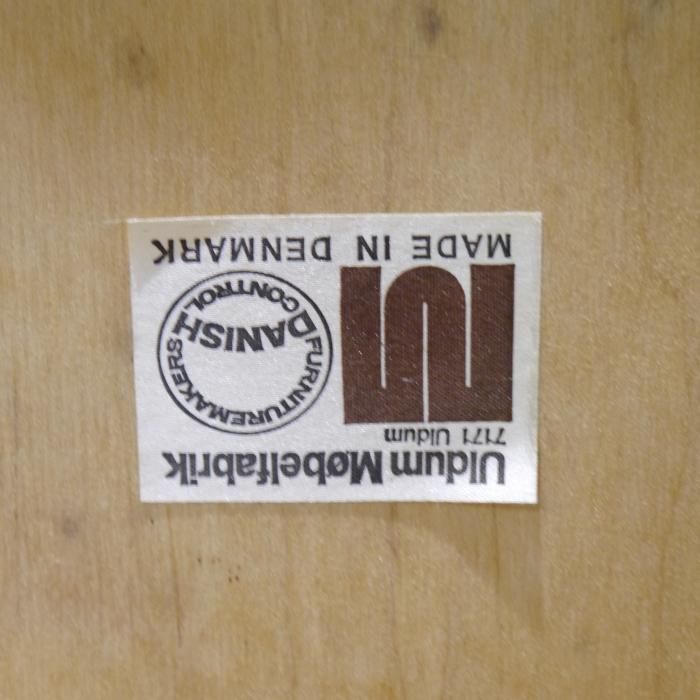 Uldum Møbelfabrik
7171 Uldum
FURNITUREMAKERS
DANISH
CONTROL
MADE IN DENMARK